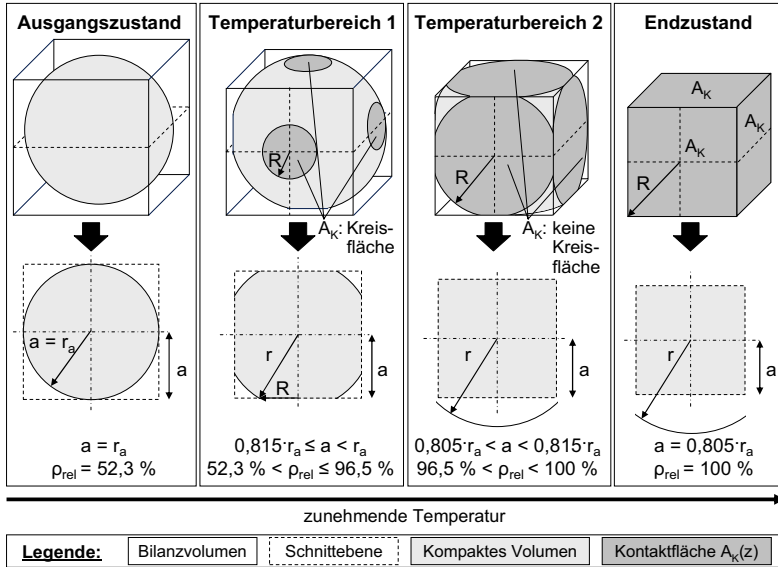 Ausgangszustand
Temperaturbereich 1
Temperaturbereich 2
Endzustand
R
A_K: Kreis-
fläche
R
A_K: keine
Kreis-
fläche
A_K
A_K
A_K
R
a = r_a
a
r
R
a
r
a
r
a
a = r_a
ρ_rel = 52,3 %
0,815·r_a ≤ a < r_a
52,3 % < ρ_rel ≤ 96,5 %
0,805·r_a < a < 0,815·r_a
96,5 % < ρ_rel < 100 %
a = 0,805·r_a
ρ_rel = 100 %
zunehmende Temperatur
Legende:
Bilanzvolumen
Schnittebene
Kompaktes Volumen
Kontaktfläche A_K(z)